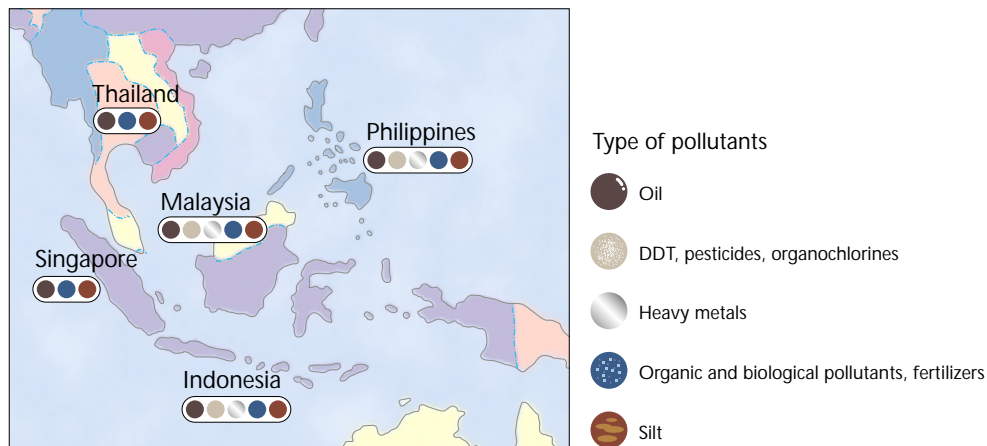 Thailand
Philippines
Malaysia
Singapore
Indonesia
Type of pollutants
Oil
DDT, pesticides, organochlorines
Heavy metals
Organic and biological pollutants, fertilizers
Silt